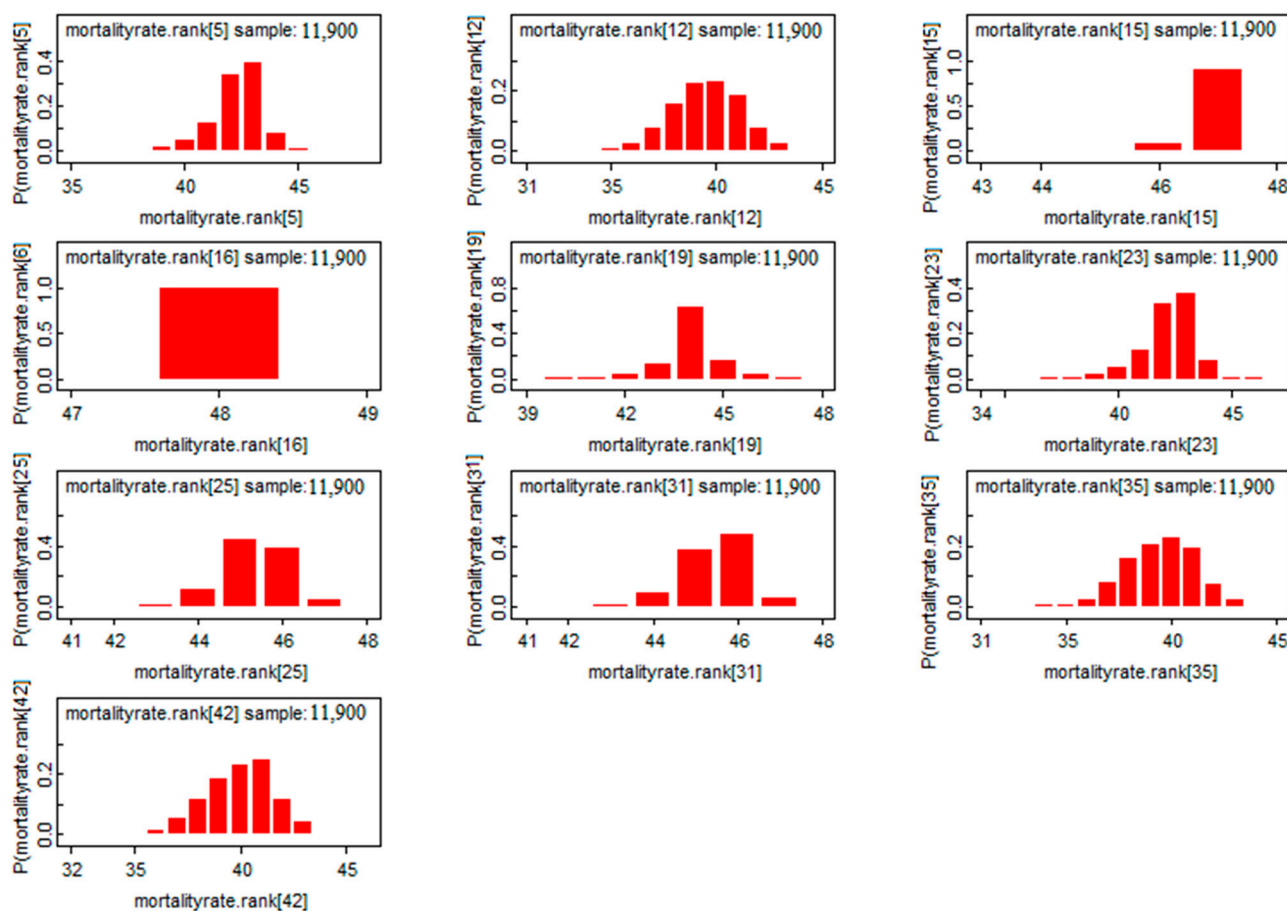 mortalityrate.rank[5] sample: 11,900
P(mortalityrate.rank[5]
0.0 0.2 0.4
35 40 45
mortalityrate.rank[5]
mortalityrate.rank[12] sample: 11,900
P(mortalityrate.rank[12]
0.0 0.2
31 35 40 45
mortalityrate.rank[12]
mortalityrate.rank[15] sample: 11,900
P(mortalityrate.rank[15]
0.0 0.5 1.0
43 44 46 48
mortalityrate.rank[15]
mortalityrate.rank[16] sample: 11,900
P(mortalityrate.rank[6]
0.0 0.5 1.0
47 48 49
mortalityrate.rank[16]
mortalityrate.rank[19] sample: 11,900
P(mortalityrate.rank[19]
0.0 0.4 0.8
39 42 45 48
mortalityrate.rank[19]
mortalityrate.rank[23] sample: 11,900
P(mortalityrate.rank[23]
0.0 0.2 0.4
34 40 45
mortalityrate.rank[23]
mortalityrate.rank[25] sample: 11,900
P(mortalityrate.rank[25]
0.0 0.4
41 42 44 46 48
mortalityrate.rank[25]
mortalityrate.rank[31] sample: 11,900
P(mortalityrate.rank[31]
0.0 0.4
41 42 44 46 48
mortalityrate.rank[31]
mortalityrate.rank[35] sample: 11,900
P(mortalityrate.rank[35]
0.0 0.2
31 35 40 45
mortalityrate.rank[35]
mortalityrate.rank[42] sample: 11,900
P(mortalityrate.rank[42]
0.0 0.2
32 35 40 45
mortalityrate.rank[42]